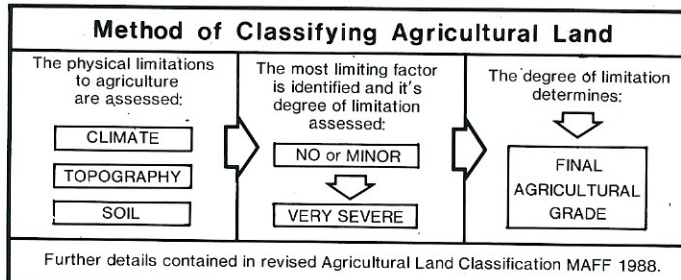 Method of Classifying Agricultural Land
The physical limitations
to agriculture
are assessed:
CLIMATE
TOPOGRAPHY
SOIL
The most limiting factor
is identified and it's
degree of limitation
assessed:
NO or MINOR
VERY SEVERE
The degree of limitation
determines:
FINAL
AGRICULTURAL
GRADE
Further details contained in revised Agricultural Land Classification MAFF 1988.